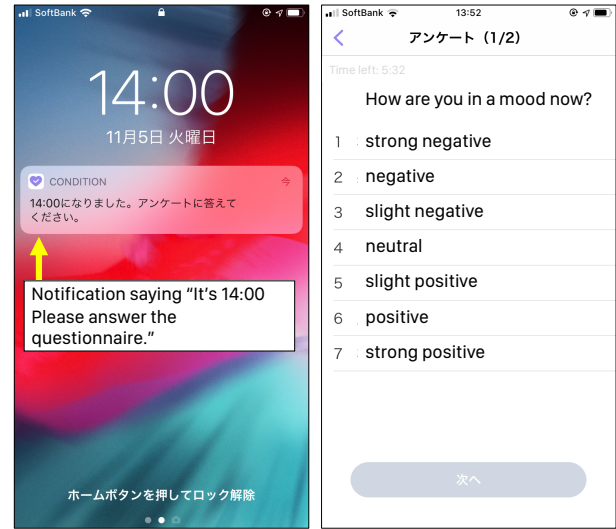 SoftBank
14:00
11月5日 火曜日
CONDITION
今
14:00になりました。アンケートに答えて
ください。
Notification saying “It’s 14:00
Please answer the
questionnaire.”
ホームボタンを押してロック解除
SoftBank
13:52
アンケート（1/2）
Time left: 5:32
How are you in a mood now?
1 : strong negative
2 : negative
3 slight negative
4 neutral
5 : slight positive
6 . positive
7 : strong positive
次へ